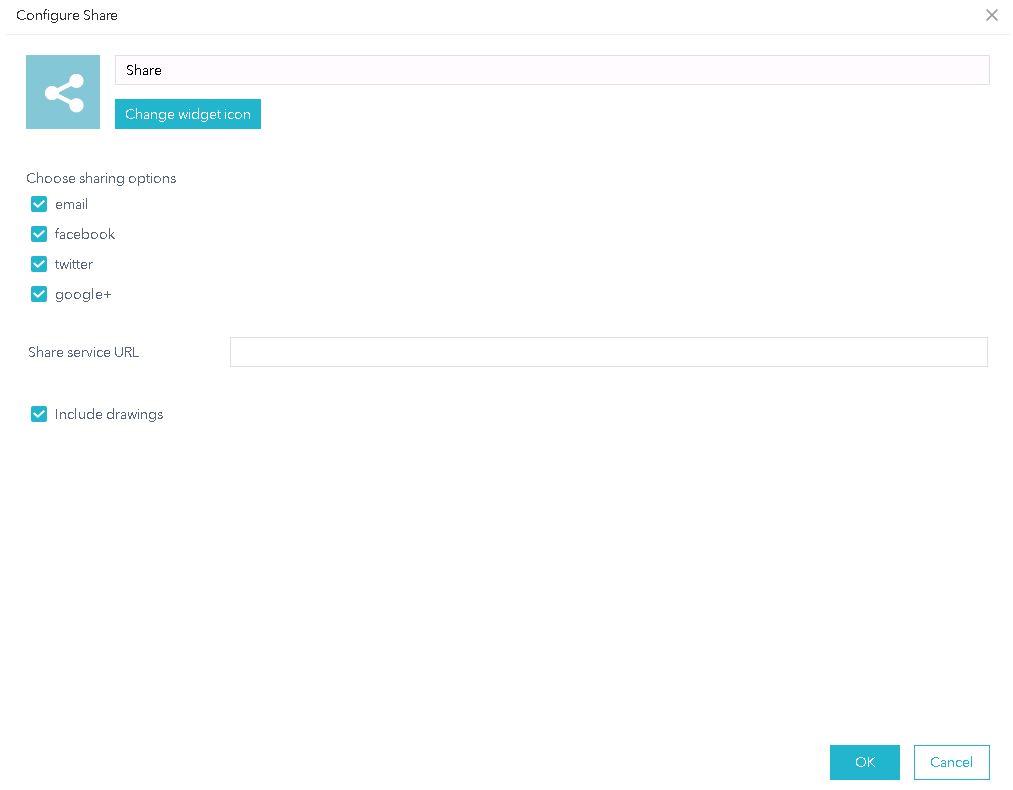 Configure Share
Share
Change widget icon
Choose sharing options
email
facebook
twitter
google+
Share service URL
Include drawings
OK Cancel